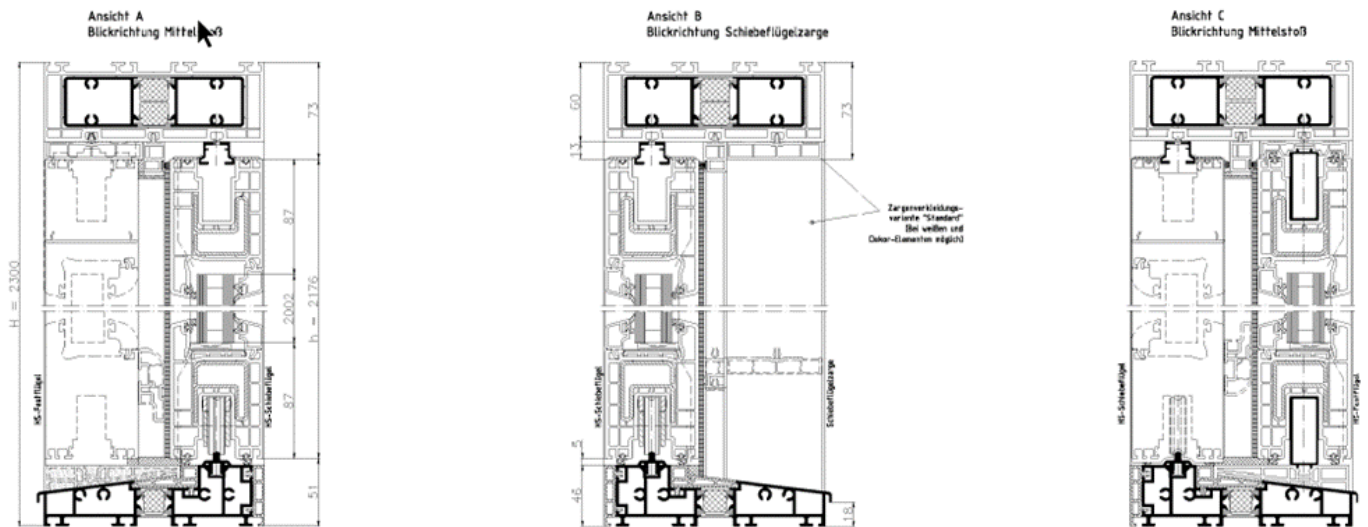 Ansicht A
Blickrichtung Mittelstoß
Ansicht B
Blickrichtung Schiebeflügelzarge
Ansicht C
Blickrichtung Mittelstoß
H = 2300
73
87
2002
h = 2176
87
51
HS-Festflügel
HS-Schiebeflügel
60
13
73
Zargenverkleidungs-
variante "Standard"
(Bei weißen und
Dekor-Elementen möglich)
HS-Schiebeflügel
Schiebeflügelzarge
5
46
18
HS-Schiebeflügel
HS-Festflügel